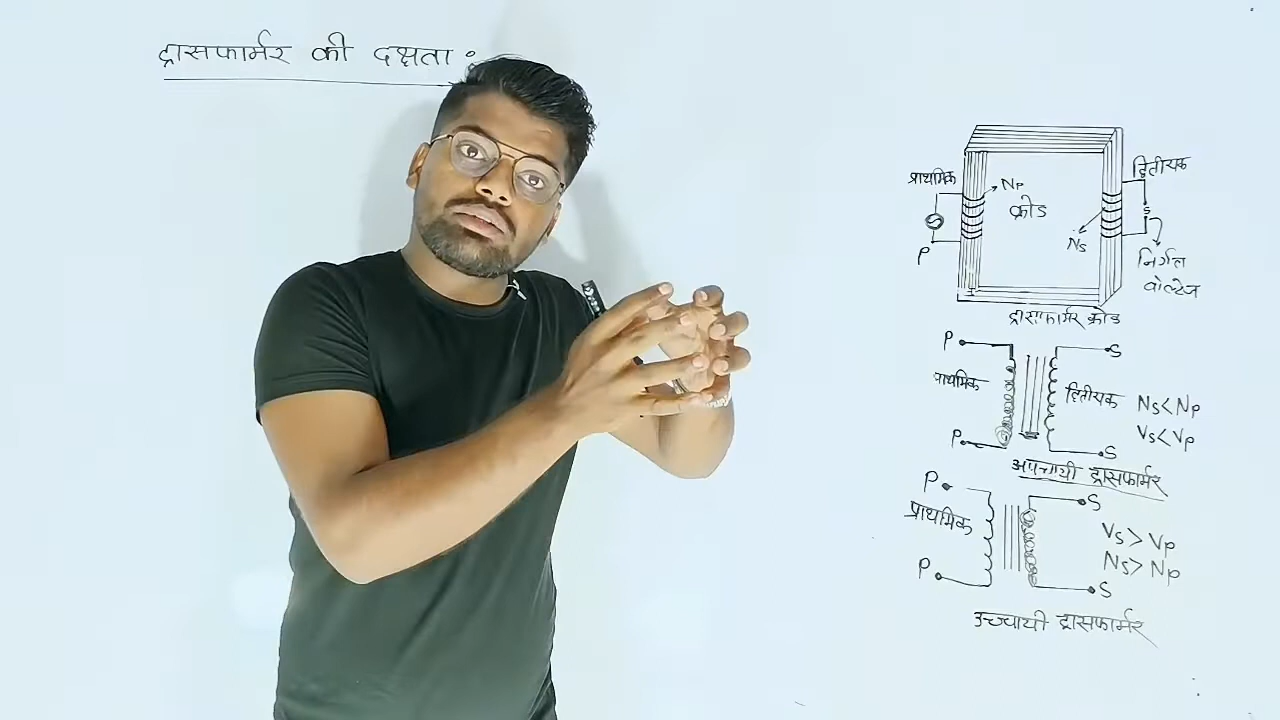 ट्रासफार्मर की दक्षता :
प्राथमिक
Np
क्रोड
द्वितीयक
S
Ns
P
निर्गत
वोल्टेज
ट्रासफार्मर क्रोड
P
S
प्राथमिक
द्वितीयक
Ns<Np
Vs<Vp
P
S
अपचायी ट्रासफार्मर
P
S
प्राथमिक
Vs>Vp
Ns>Np
P
S
उच्चायी ट्रासफार्मर